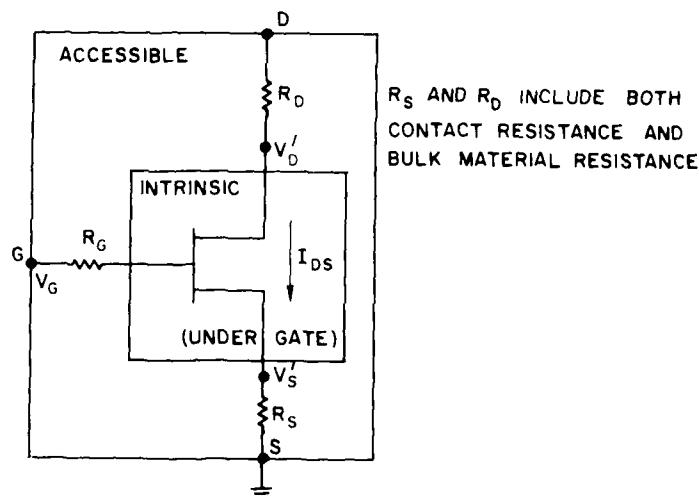 D
ACCESSIBLE
R_D
R_S AND R_D INCLUDE BOTH
CONTACT RESISTANCE AND
BULK MATERIAL RESISTANCE
V_D'
INTRINSIC
R_G
G
V_G
I_DS
(UNDER GATE)
V_S'
R_S
S